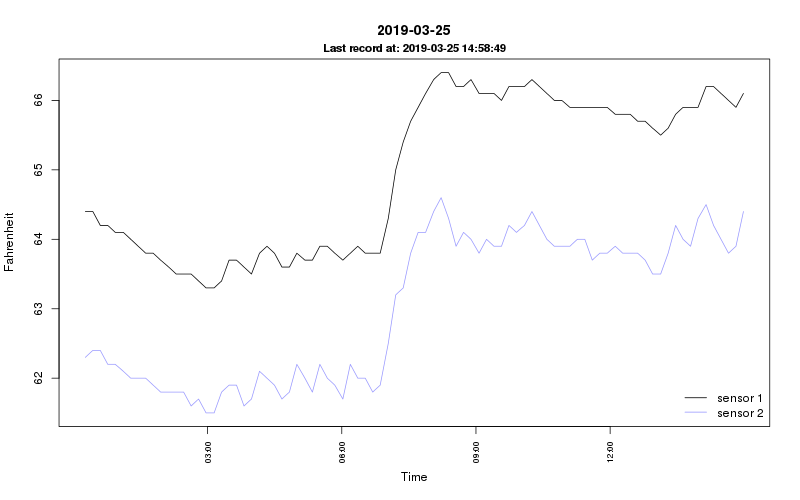 2019-03-25
Last record at: 2019-03-25 14:58:49
Fahrenheit
66
65
64
63
62
sensor 1
sensor 2
03:00
06:00
09:00
12:00
Time